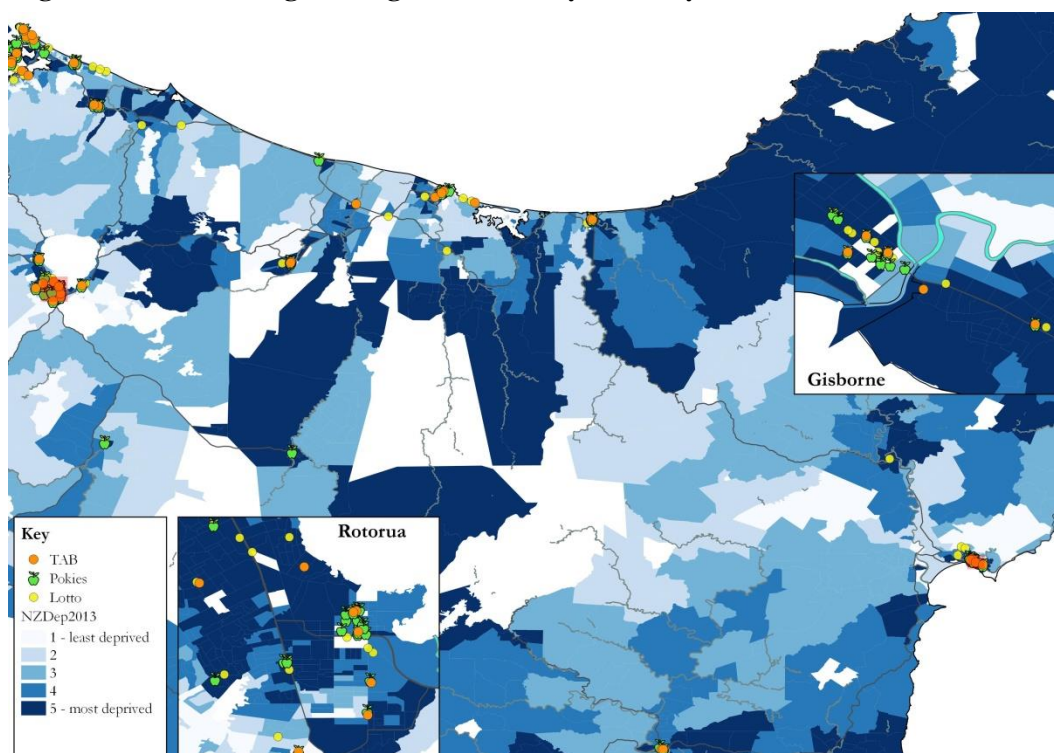 Gisborne
Rotorua
Key
TAB
Pokies
Lotto
NZDep2013
1 - least deprived
2
3
4
5 - most deprived